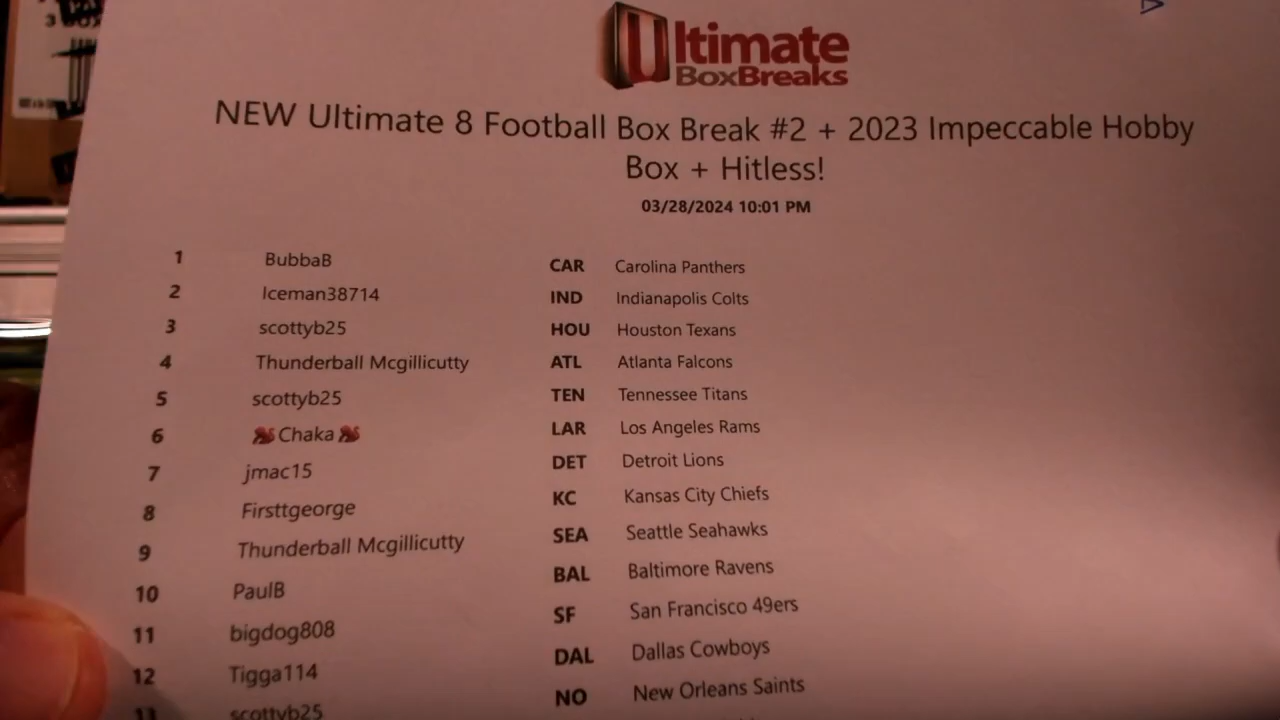 Ultimate
BoxBreaks
NEW Ultimate 8 Football Box Break #2 + 2023 Impeccable Hobby
Box + Hitless!
03/28/2024 10:01 PM
1 BubbaB CAR Carolina Panthers
2 Iceman38714 IND Indianapolis Colts
3 scottyb25 HOU Houston Texans
4 Thunderball Mcgillicutty ATL Atlanta Falcons
5 scottyb25 TEN Tennessee Titans
6 Chaka LAR Los Angeles Rams
7 jmac15 DET Detroit Lions
8 Firsttgeorge KC Kansas City Chiefs
9 Thunderball Mcgillicutty SEA Seattle Seahawks
10 PaulB BAL Baltimore Ravens
11 bigdog808 SF San Francisco 49ers
12 Tigga114 DAL Dallas Cowboys
13 scottyb25 NO New Orleans Saints